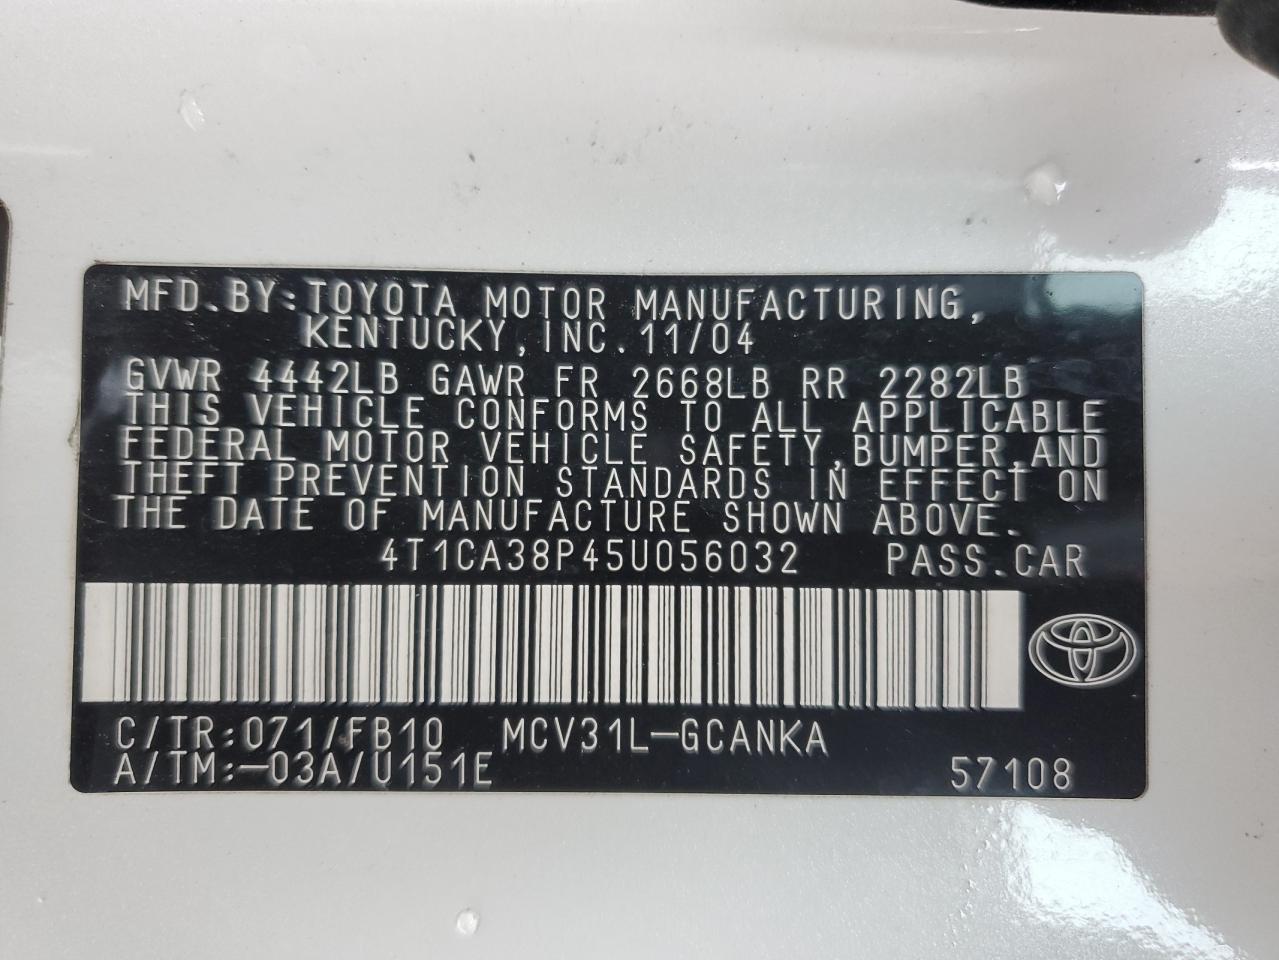 MFD.BY:TOYOTA MOTOR MANUFACTURING,
KENTUCKY,INC.11/04
GVWR 4442LB GAWR FR 2668LB RR 2282LB
THIS VEHICLE CONFORMS TO ALL APPLICABLE
FEDERAL MOTOR VEHICLE SAFETY,BUMPER,AND
THEFT PREVENTION STANDARDS IN EFFECT ON
THE DATE OF MANUFACTURE SHOWN ABOVE.
4T1CA38P45U056032 PASS.CAR
C/TR:071/FB10 MCV31L-GCANKA
A/TM:-03A/U151E 57108